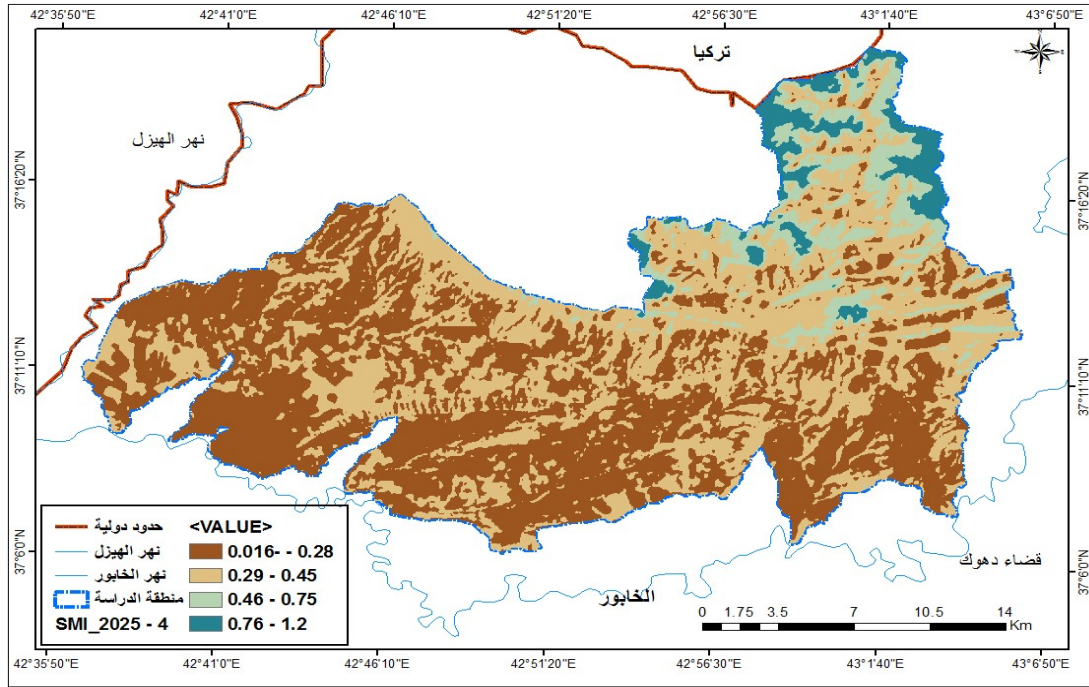 42°35'50"E 42°41'0"E 42°46'10"E 42°51'20"E 42°56'30"E 43°1'40"E 43°6'50"E
تركيا
نهر الهيزل
37°16'20"N 37°16'20"N
37°11'10"N 37°11'10"N
37°6'0"N 37°6'0"N
قضاء دهوك
الخابور
حدود دولية <VALUE>
نهر الهيزل 0.016- - 0.28
نهر الخابور 0.29 - 0.45
منطقة الدراسة 0.46 - 0.75
SMI_2025 - 4 0.76 - 1.2
0 1.75 3.5 7 10.5 14
Km
42°35'50"E 42°41'0"E 42°46'10"E 42°51'20"E 42°56'30"E 43°1'40"E 43°6'50"E